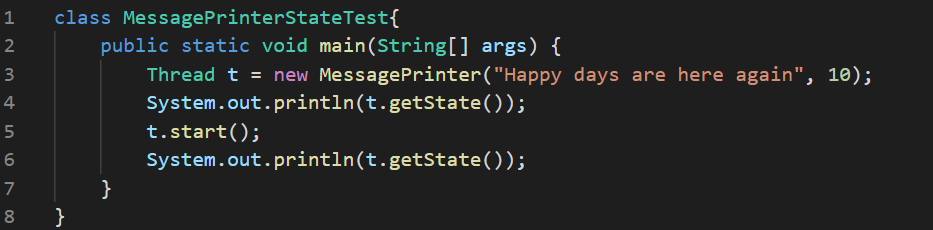 1 class MessagePrinterStateTest{
2 public static void main(String[] args) {
3 Thread t = new MessagePrinter("Happy days are here again", 10);
4 System.out.println(t.getState());
5 t.start();
6 System.out.println(t.getState());
7 }
8 }